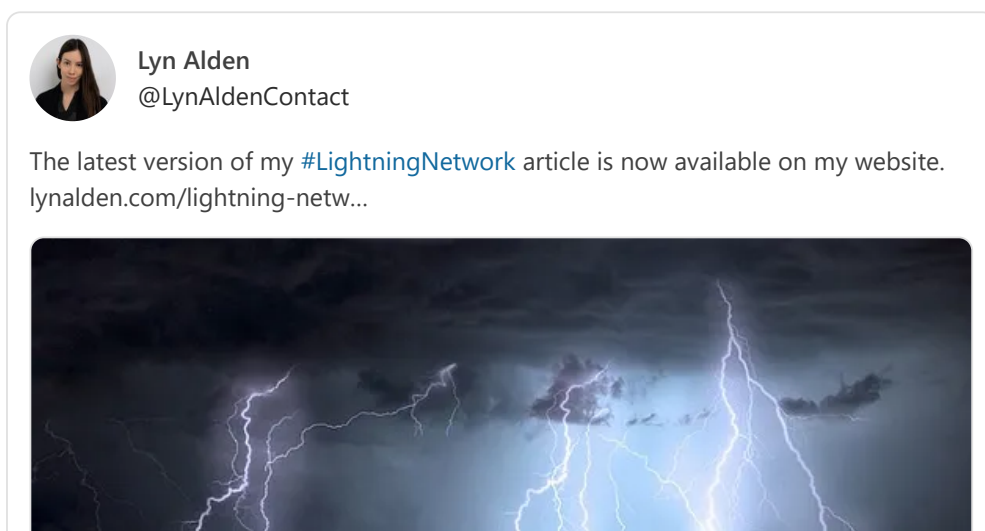 Lyn Alden
@LynAldenContact
The latest version of my #LightningNetwork article is now available on my website.
lynalden.com/lightning-netw...